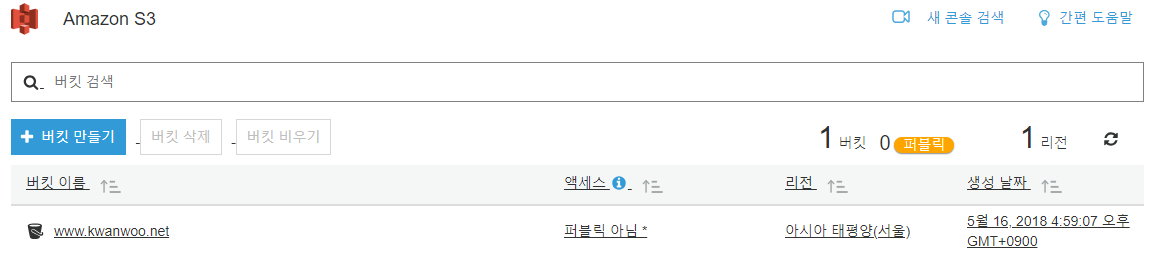 Amazon S3 새 콘솔 검색 간편 도움말
버킷 검색
버킷 만들기 버킷 삭제 버킷 비우기 1 버킷 0 퍼블릭 1 리전
버킷 이름 액세스 리전 생성 날짜
www.kwanwoo.net 퍼블릭 아님 * 아시아 태평양(서울) 5월 16, 2018 4:59:07 오후
GMT+0900